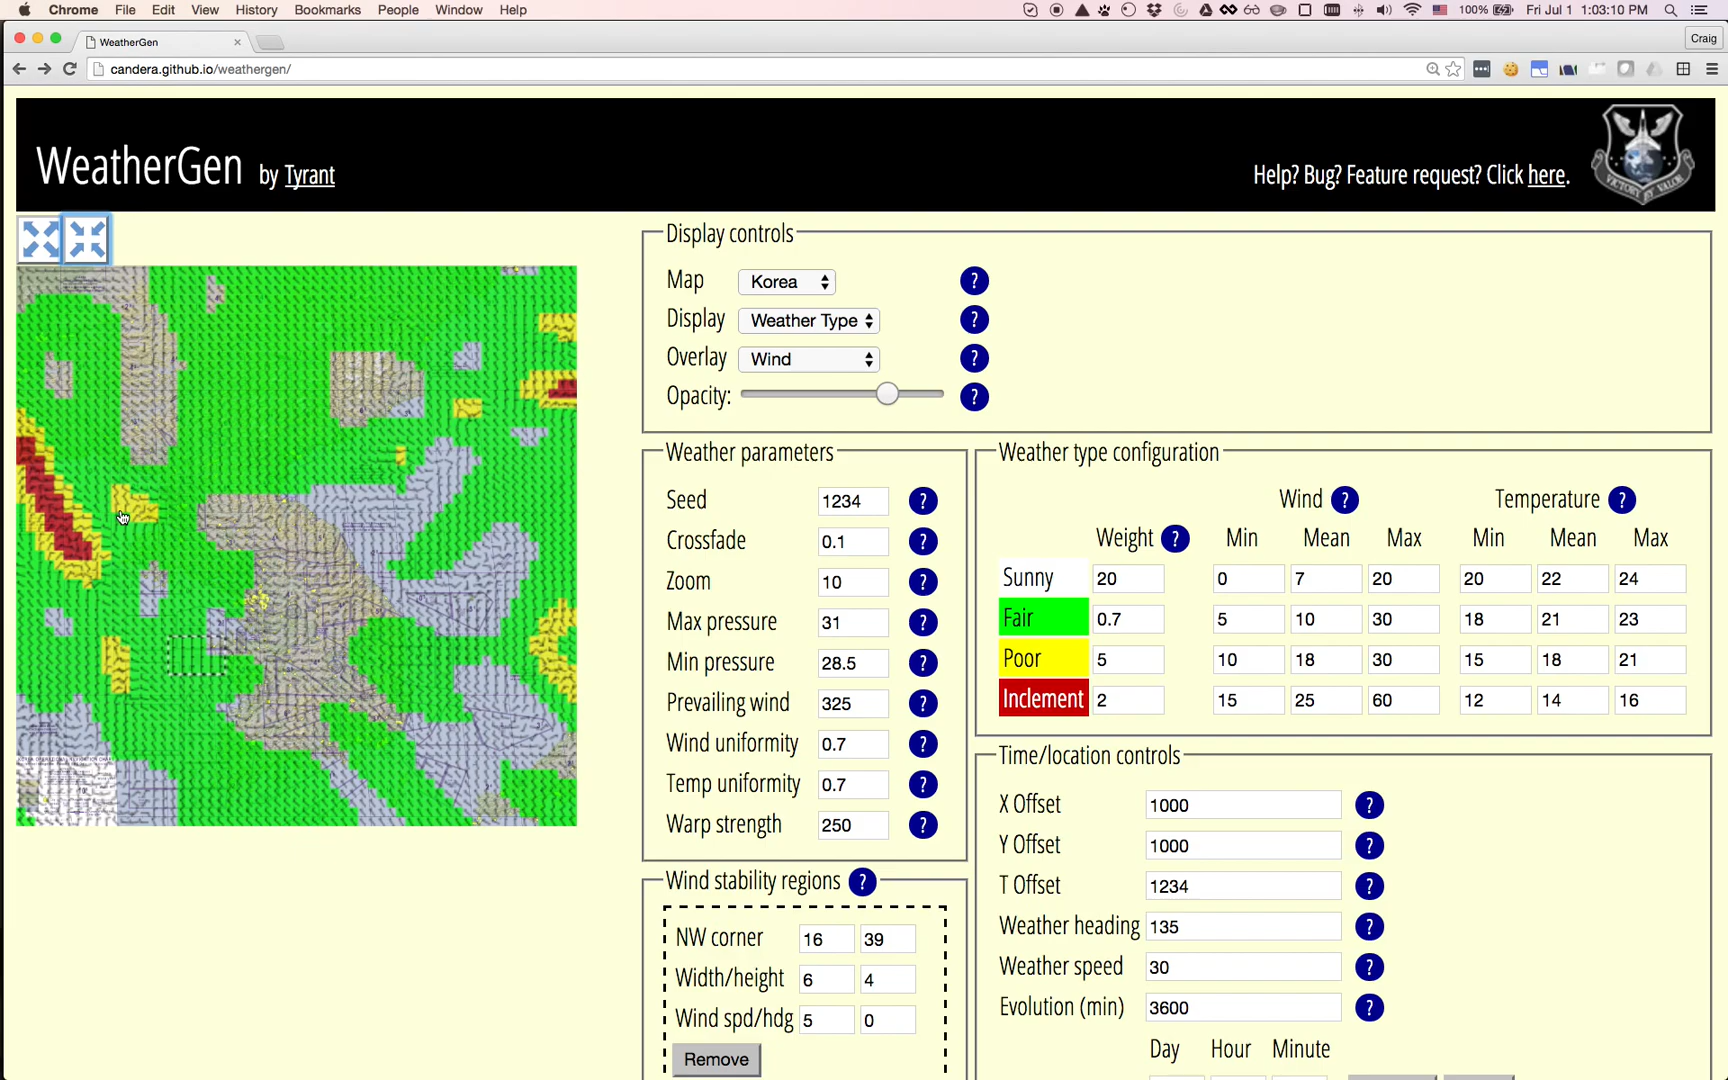 Chrome File Edit View History Bookmarks People Window Help 100% Fri Jul 1 1:03:10 PM
WeatherGen Craig
candera.github.io/weathergen/
WeatherGen by Tyrant
Help? Bug? Feature request? Click here.
VICTORY BY VALOR
Display controls
Map Korea ?
Display Weather Type ?
Overlay Wind ?
Opacity: ?
Weather parameters
Seed 1234 ?
Crossfade 0.1 ?
Zoom 10 ?
Max pressure 31 ?
Min pressure 28.5 ?
Prevailing wind 325 ?
Wind uniformity 0.7 ?
Temp uniformity 0.7 ?
Warp strength 250 ?
Wind stability regions ?
NW corner 16 39
Width/height 6 4
Wind spd/hdg 5 0
Remove
Weather type configuration
Wind ? Temperature ?
Weight ? Min Mean Max Min Mean Max
Sunny 20 0 7 20 20 22 24
Fair 0.7 5 10 30 18 21 23
Poor 5 10 18 30 15 18 21
Inclement 2 15 25 60 12 14 16
Time/location controls
X Offset 1000 ?
Y Offset 1000 ?
T Offset 1234 ?
Weather heading 135 ?
Weather speed 30 ?
Evolution (min) 3600 ?
Day Hour Minute